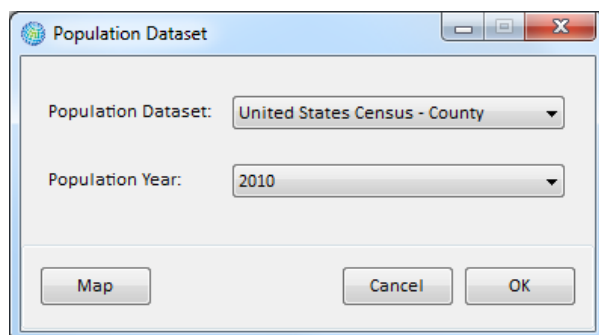 Population Dataset
Population Dataset: United States Census - County
Population Year: 2010
Map Cancel OK